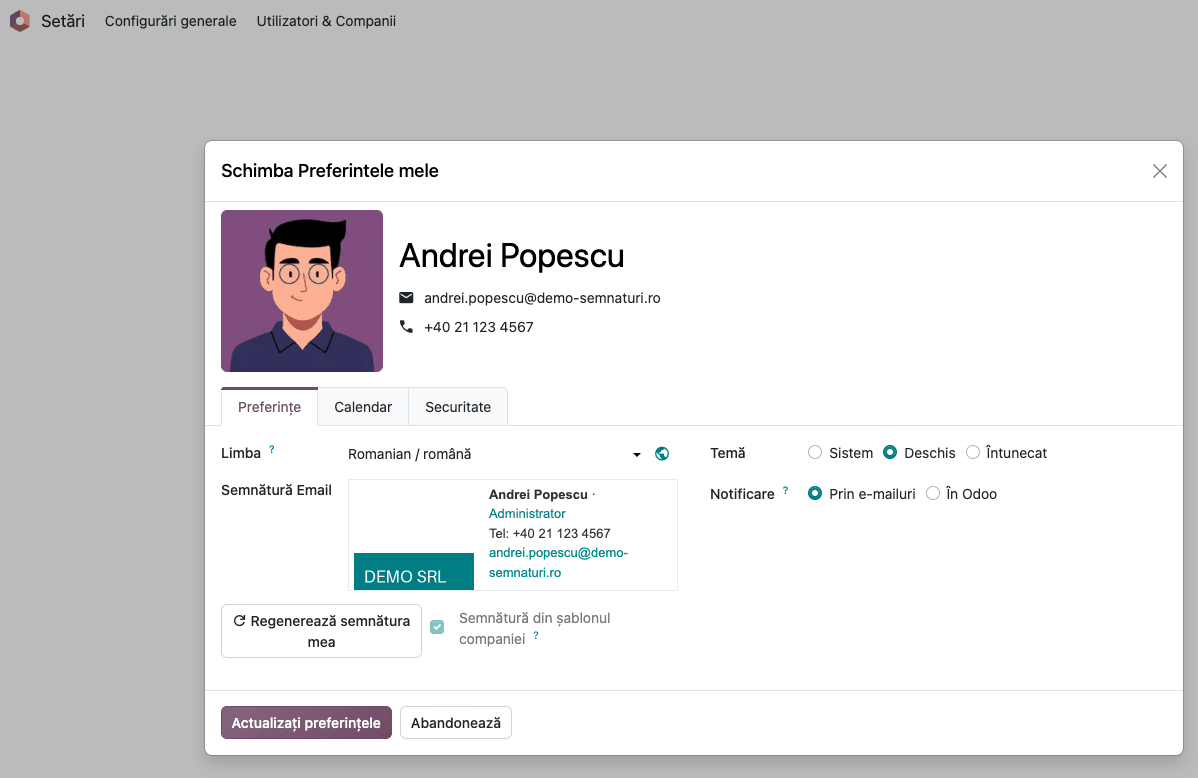 Setări Configurări generale Utilizatori & Companii
Schimba Preferintele mele
Andrei Popescu
andrei.popescu@demo-semnaturi.ro
+40 21 123 4567
Preferințe Calendar Securitate
Limba ? Romanian / română
Temă Sistem Deschis Întunecat
Semnătură Email
Notificare ? Prin e-mailuri În Odoo
DEMO SRL
Andrei Popescu ·
Administrator
Tel: +40 21 123 4567
andrei.popescu@demo-
semnaturi.ro
Regenerează semnătura
mea
Semnătură din șablonul
companiei ?
Actualizați preferințele Abandonează